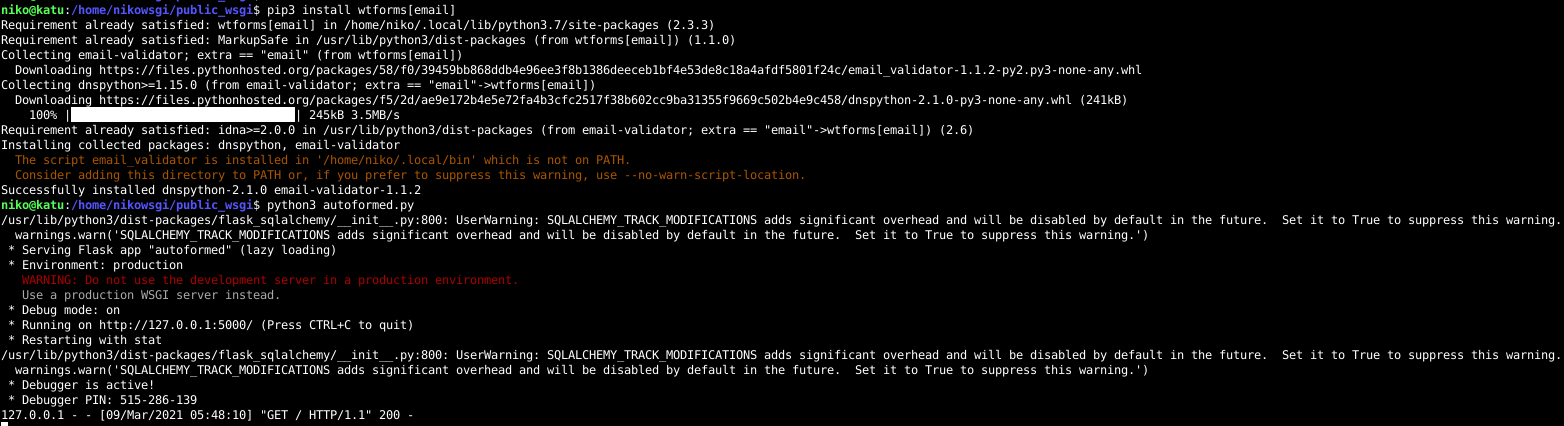 niko@katu:/home/nikowsgi/public_wsgi$ pip3 install wtforms[email]
Requirement already satisfied: wtforms[email] in /home/niko/.local/lib/python3.7/site-packages (2.3.3)
Requirement already satisfied: MarkupSafe in /usr/lib/python3/dist-packages (from wtforms[email]) (1.1.0)
Collecting email-validator; extra == "email" (from wtforms[email])
  Downloading https://files.pythonhosted.org/packages/58/f0/39459bb868ddb4e96ee3f8b1386deeceb1bf4e53de8c18a4afdf5801f24c/email_validator-1.1.2-py2.py3-none-any.whl
Collecting dnspython>=1.15.0 (from email-validator; extra == "email"->wtforms[email])
  Downloading https://files.pythonhosted.org/packages/f5/2d/ae9e172b4e5e72fa4b3cfc2517f38b602cc9ba31355f9669c502b4e9c458/dnspython-2.1.0-py3-none-any.whl (241kB)
    100% |████████████████████████████████| 245kB 3.5MB/s
Requirement already satisfied: idna>=2.0.0 in /usr/lib/python3/dist-packages (from email-validator; extra == "email"->wtforms[email]) (2.6)
Installing collected packages: dnspython, email-validator
  The script email_validator is installed in '/home/niko/.local/bin' which is not on PATH.
  Consider adding this directory to PATH or, if you prefer to suppress this warning, use --no-warn-script-location.
Successfully installed dnspython-2.1.0 email-validator-1.1.2
niko@katu:/home/nikowsgi/public_wsgi$ python3 autoformed.py
/usr/lib/python3/dist-packages/flask_sqlalchemy/__init__.py:800: UserWarning: SQLALCHEMY_TRACK_MODIFICATIONS adds significant overhead and will be disabled by default in the future.  Set it to True to suppress this warning.
  warnings.warn('SQLALCHEMY_TRACK_MODIFICATIONS adds significant overhead and will be disabled by default in the future.  Set it to True to suppress this warning.')
 * Serving Flask app "autoformed" (lazy loading)
 * Environment: production
   WARNING: Do not use the development server in a production environment.
   Use a production WSGI server instead.
 * Debug mode: on
 * Running on http://127.0.0.1:5000/ (Press CTRL+C to quit)
 * Restarting with stat
/usr/lib/python3/dist-packages/flask_sqlalchemy/__init__.py:800: UserWarning: SQLALCHEMY_TRACK_MODIFICATIONS adds significant overhead and will be disabled by default in the future.  Set it to True to suppress this warning.
  warnings.warn('SQLALCHEMY_TRACK_MODIFICATIONS adds significant overhead and will be disabled by default in the future.  Set it to True to suppress this warning.')
 * Debugger is active!
 * Debugger PIN: 515-286-139
127.0.0.1 - - [09/Mar/2021 05:48:10] "GET / HTTP/1.1" 200 -